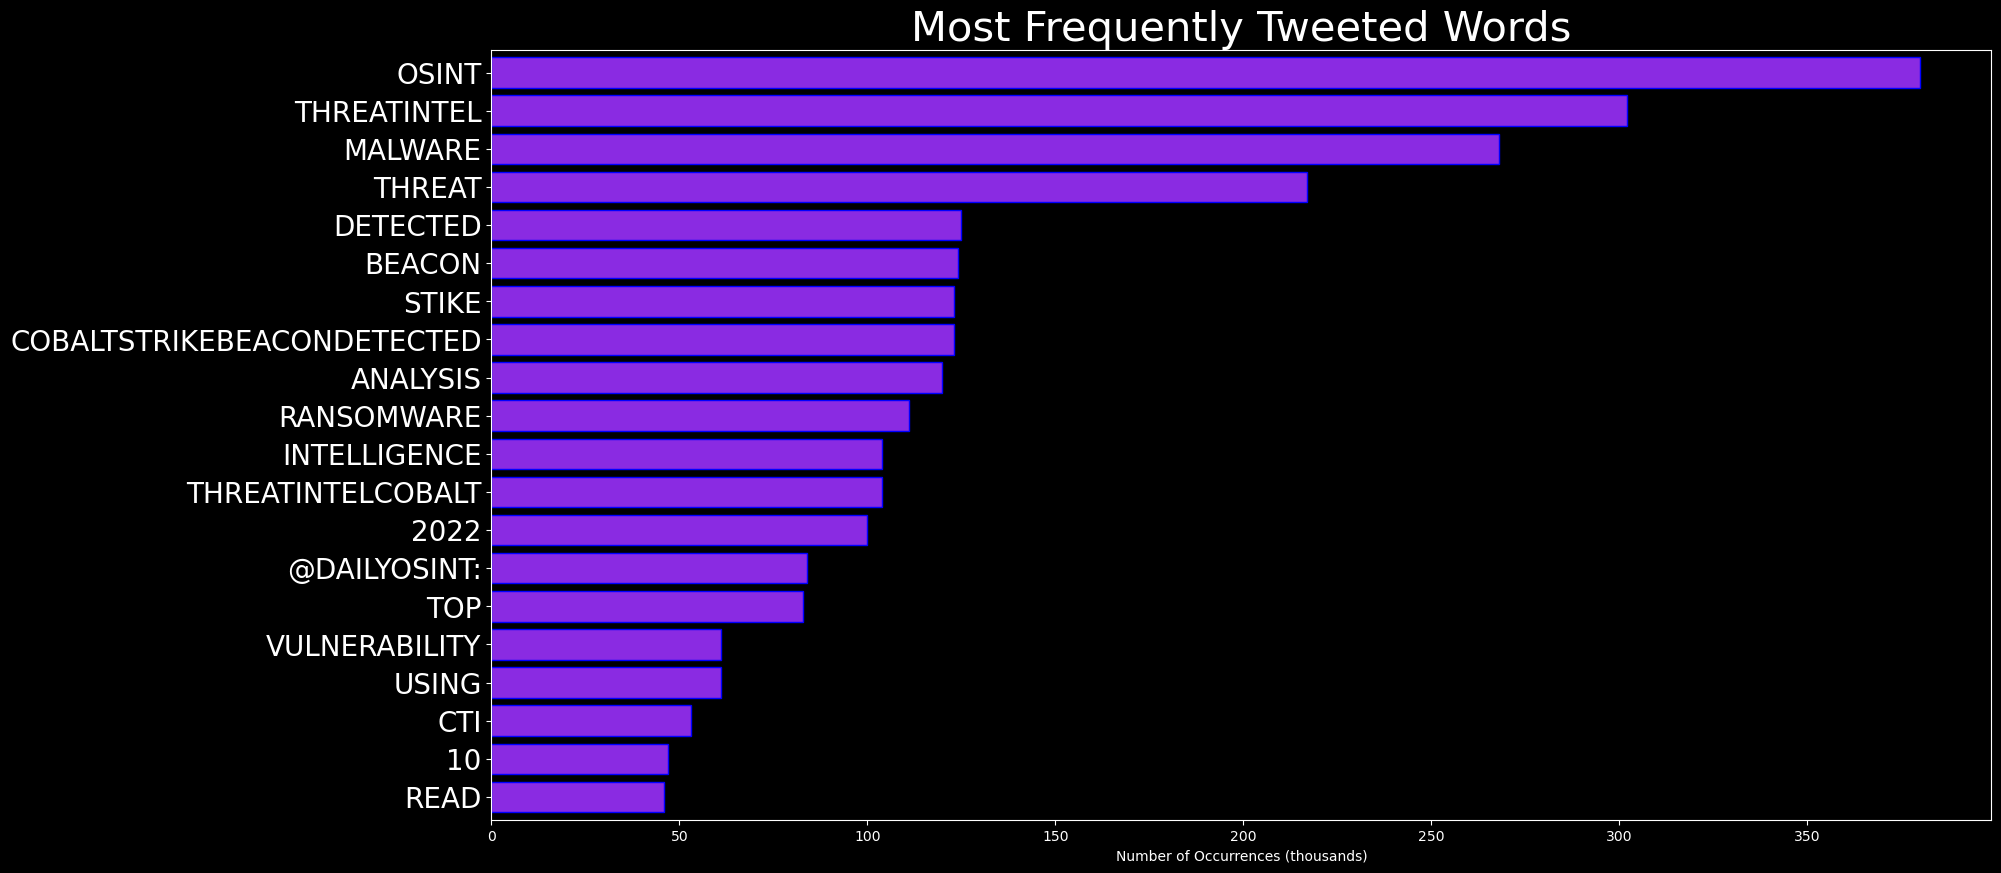 Most Frequently Tweeted Words
OSINT
THREATINTEL
MALWARE
THREAT
DETECTED
BEACON
STIKE
COBALTSTRIKEBEACONDETECTED
ANALYSIS
RANSOMWARE
INTELLIGENCE
THREATINTELCOBALT
2022
@DAILYOSINT:
TOP
VULNERABILITY
USING
CTI
10
READ
0 50 100 150 200 250 300 350
Number of Occurrences (thousands)